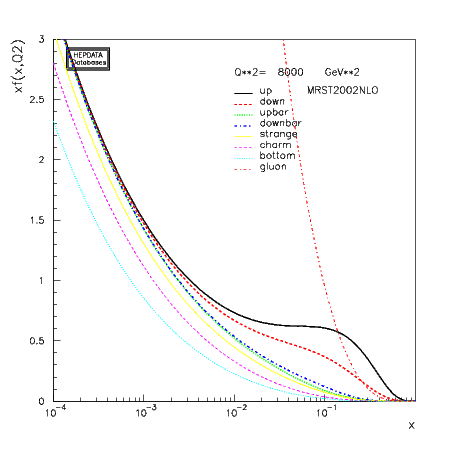 xf(x,Q2)
3
HEPDATA
Databases
Q**2= 8000 GeV**2
up MRST2002NLO
down
upbar
downbar
strange
charm
bottom
gluon
2.5
2
1.5
1
0.5
0
10^-4 10^-3 10^-2 10^-1
x